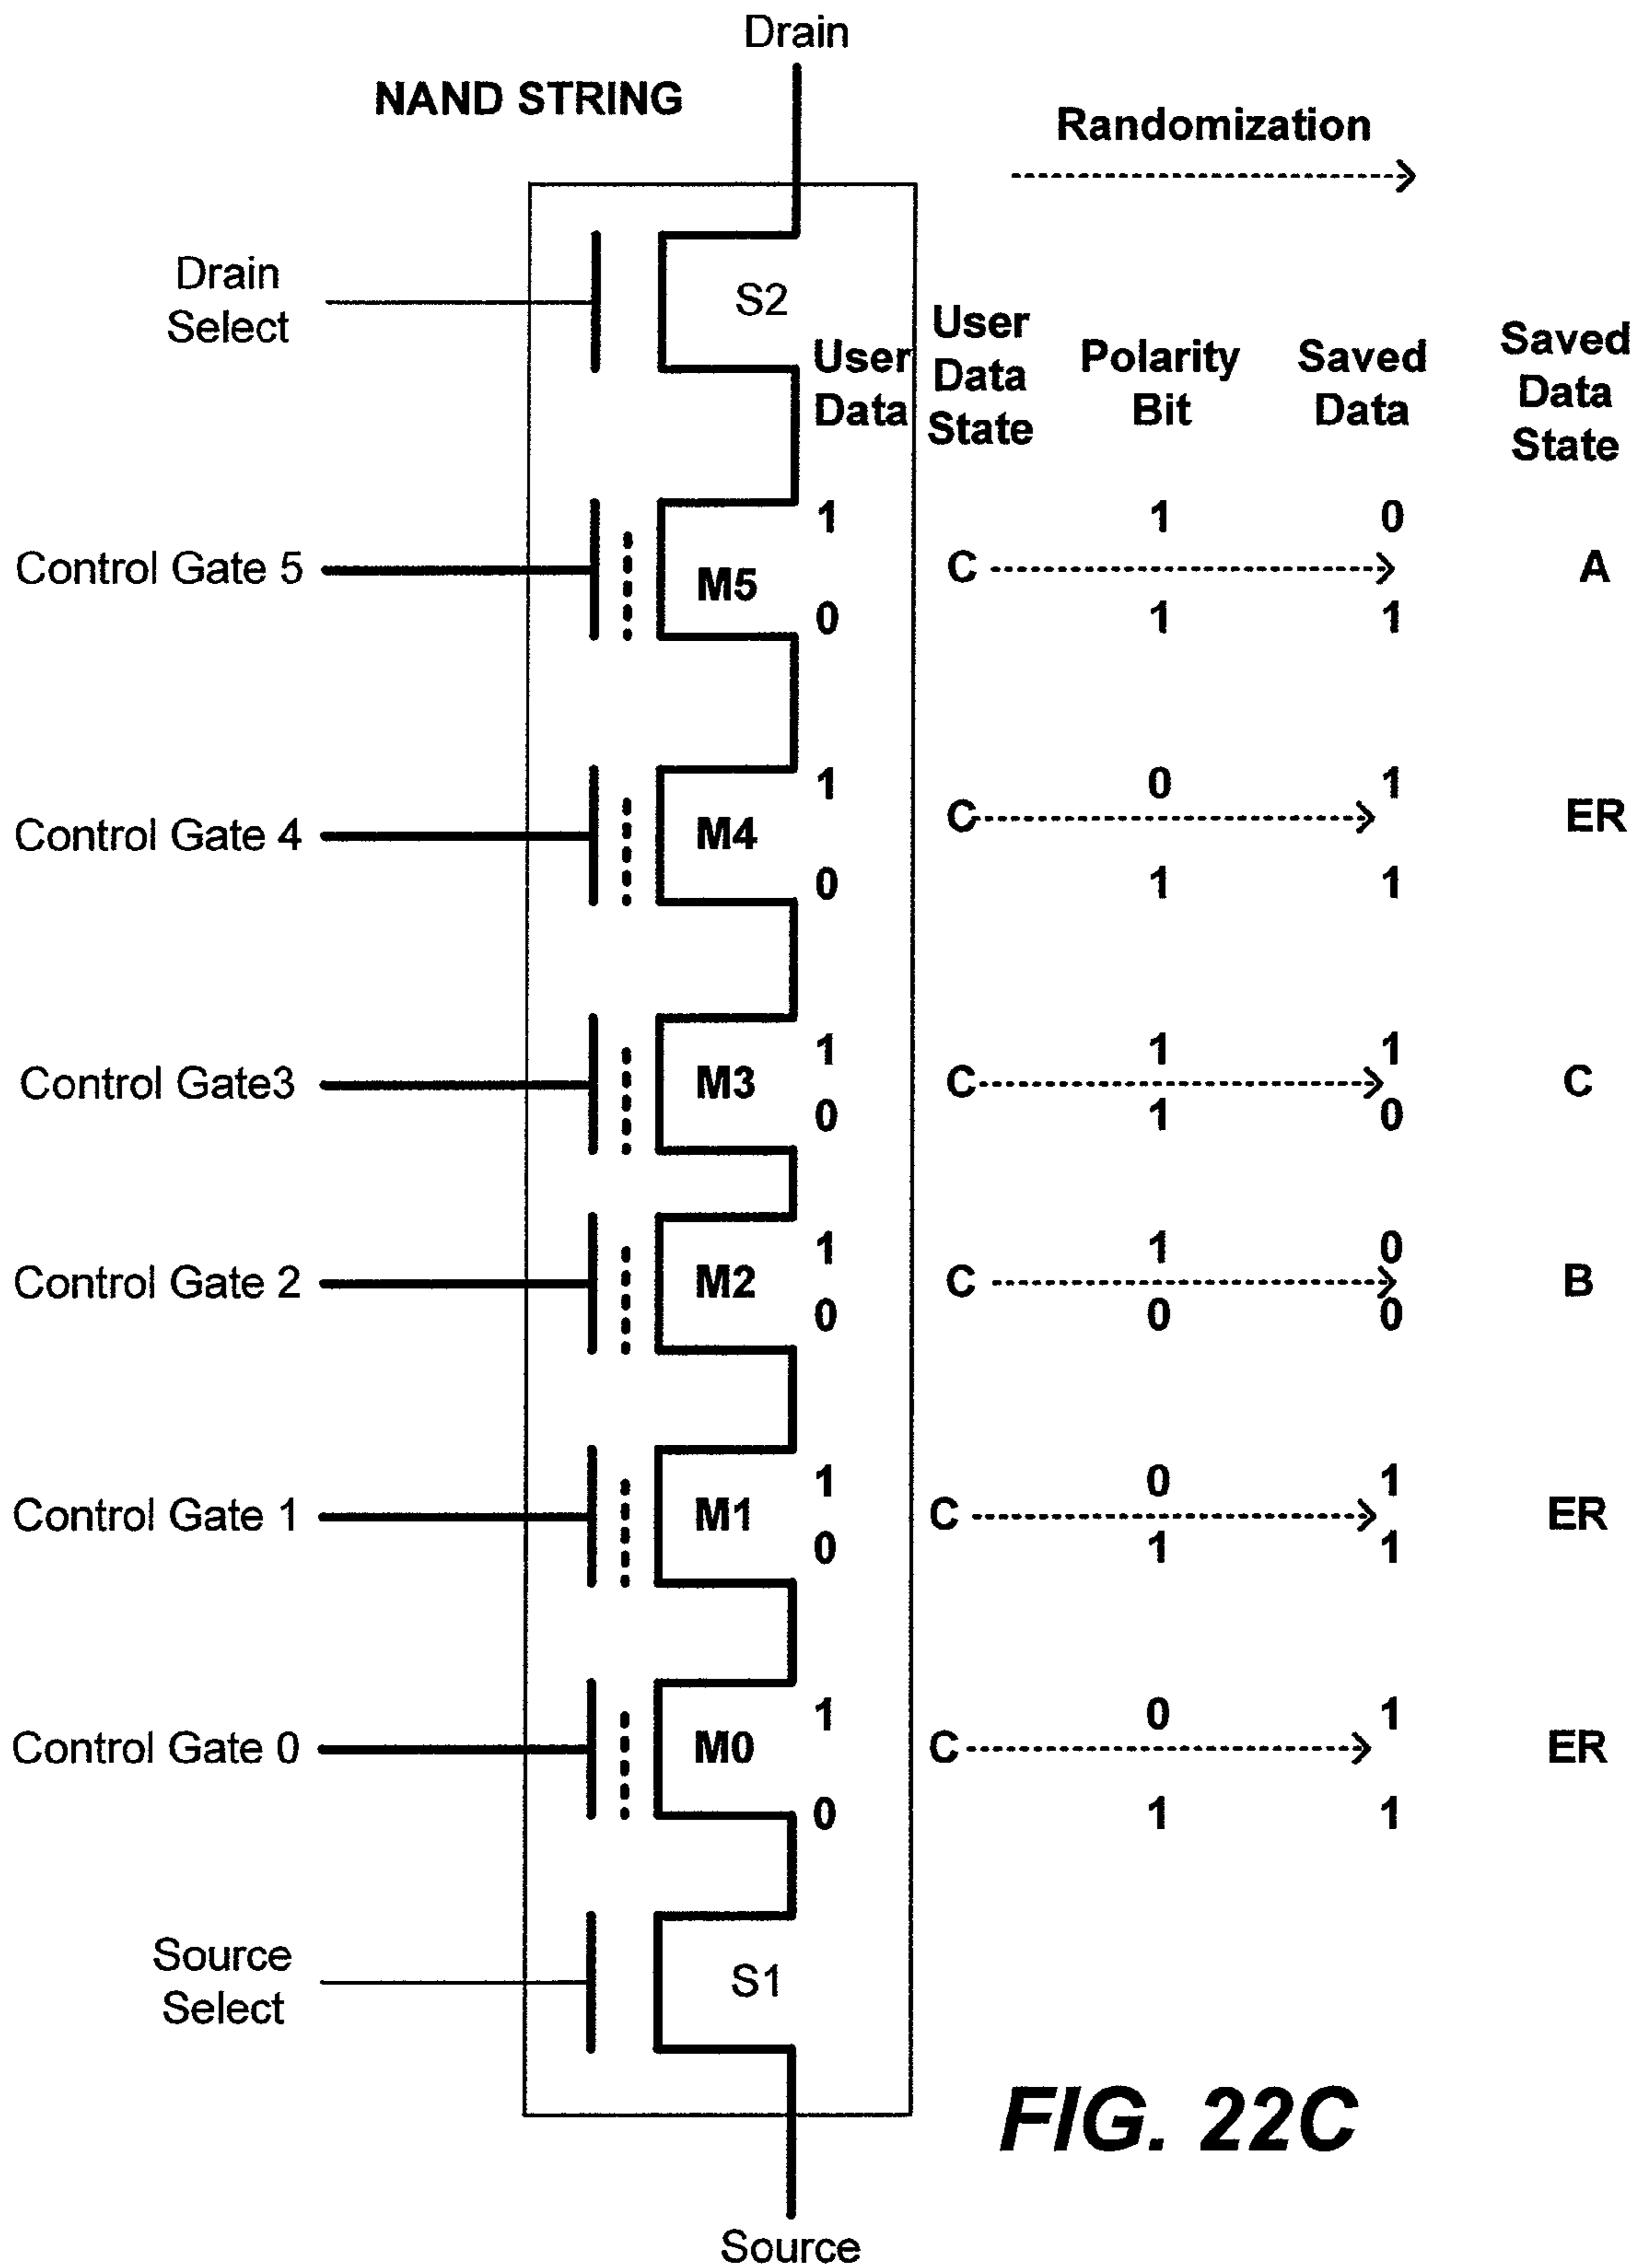 Drain
NAND STRING
Randomization
Drain
Select
S2
User
Data
User
Data
State
Polarity
Bit
Saved
Data
Saved
Data
State
1 1 0
Control Gate 5 M5 C A
0 1 1
1 0 1
Control Gate 4 M4 C ER
0 1 1
1 1 1
Control Gate3 M3 C C
0 1 0
1 1 0
Control Gate 2 M2 C B
0 0 0
1 0 1
Control Gate 1 M1 C ER
0 1 1
1 0 1
Control Gate 0 M0 C ER
0 1 1
Source
Select
S1
FIG. 22C
Source